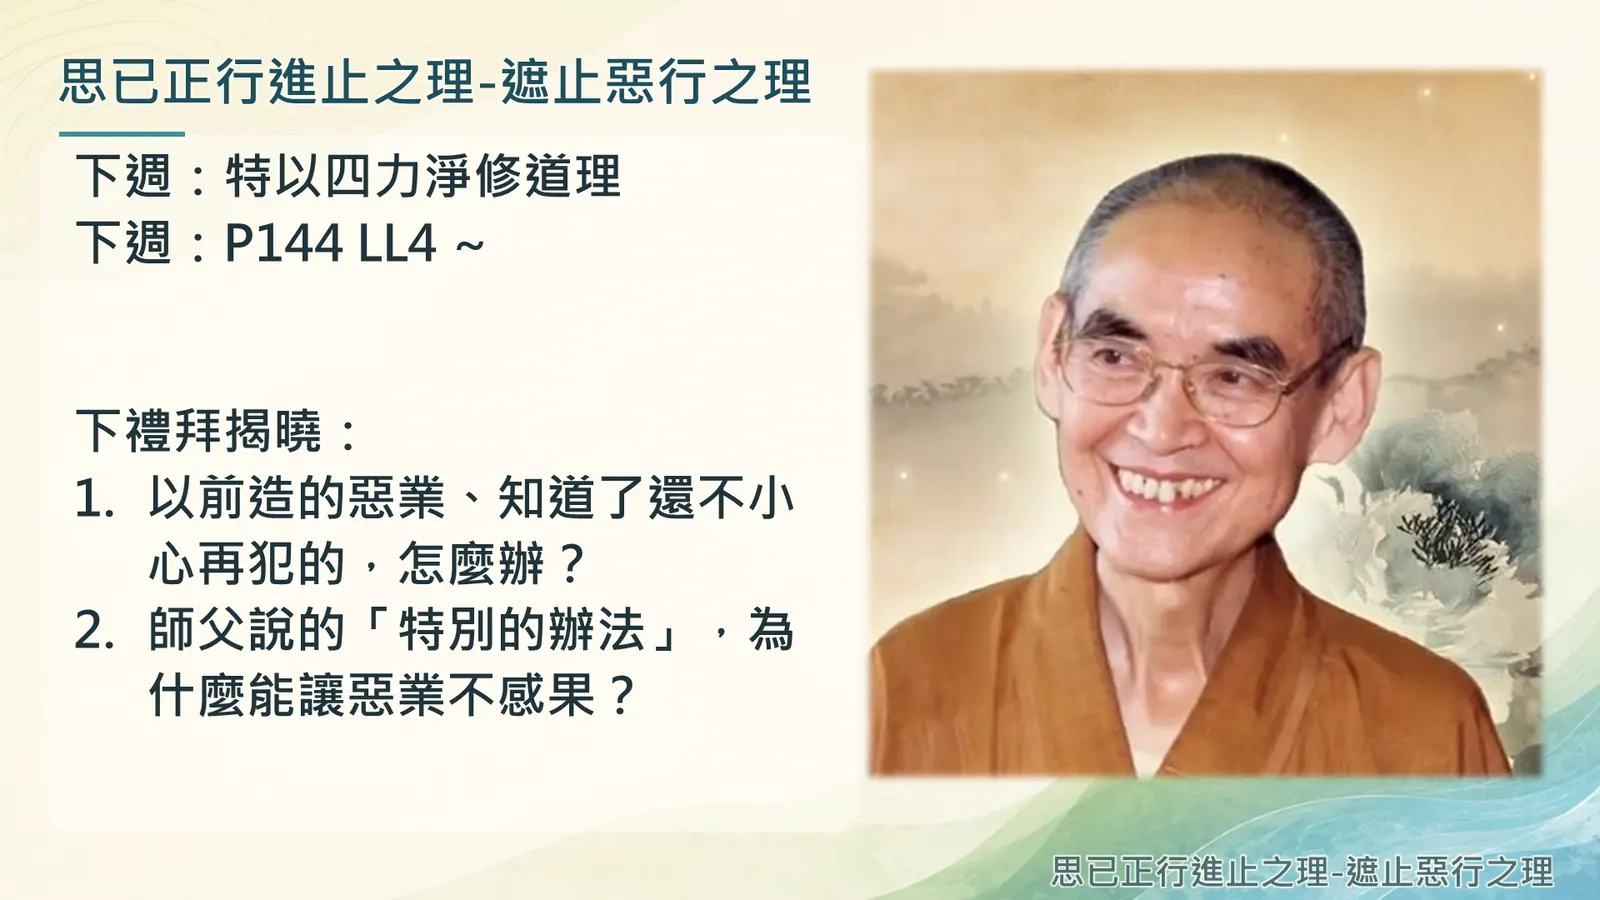 思已正行進止之理-遮止惡行之理
下週：特以四力淨修道理
下週：P144 LL4 ~
下禮拜揭曉：
1. 以前造的惡業、知道了還不小
心再犯的，怎麼辦？
2. 師父說的「特別的辦法」，為
什麼能讓惡業不感果？
思已正行進止之理-遮止惡行之理